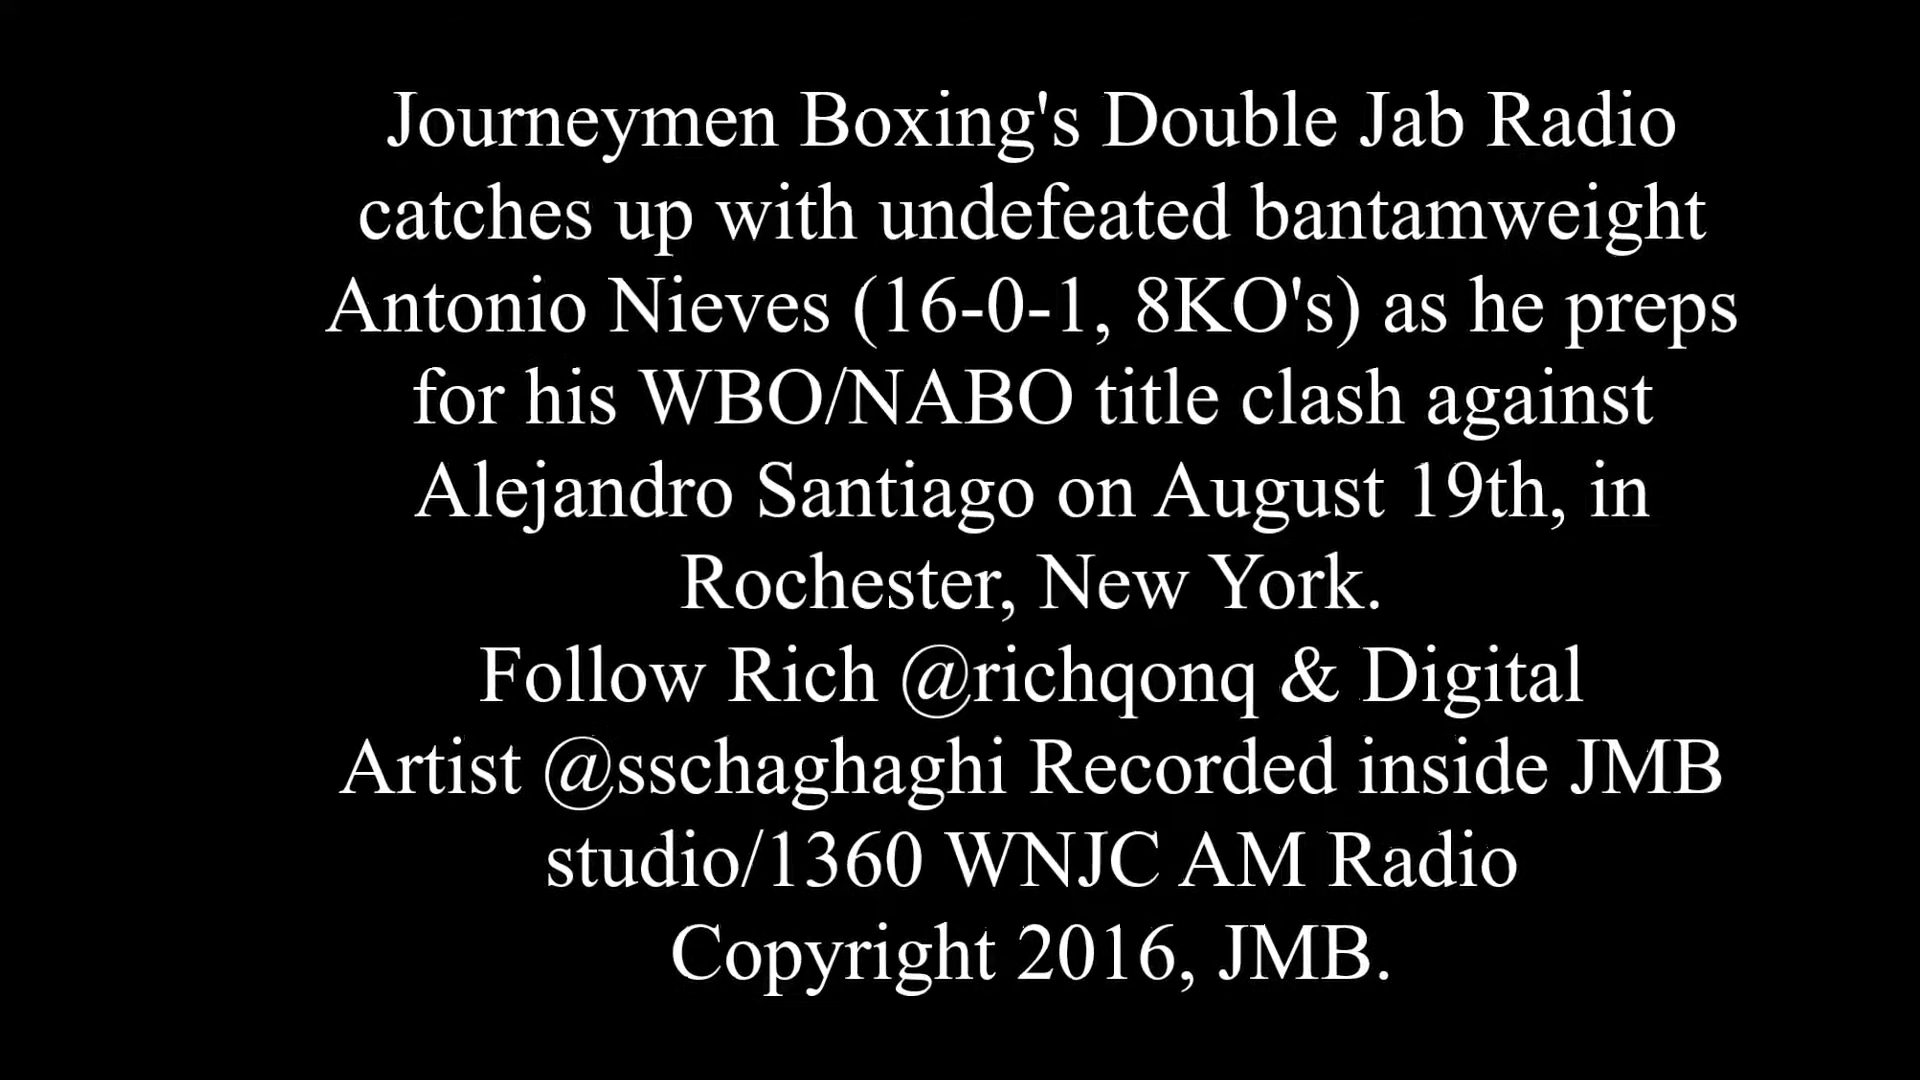 Journeymen Boxing's Double Jab Radio
catches up with undefeated bantamweight
Antonio Nieves (16-0-1, 8KO's) as he preps
for his WBO/NABO title clash against
Alejandro Santiago on August 19th, in
Rochester, New York.
Follow Rich @richqonq & Digital
Artist @sschaghaghi Recorded inside JMB
studio/1360 WNJC AM Radio
Copyright 2016, JMB.